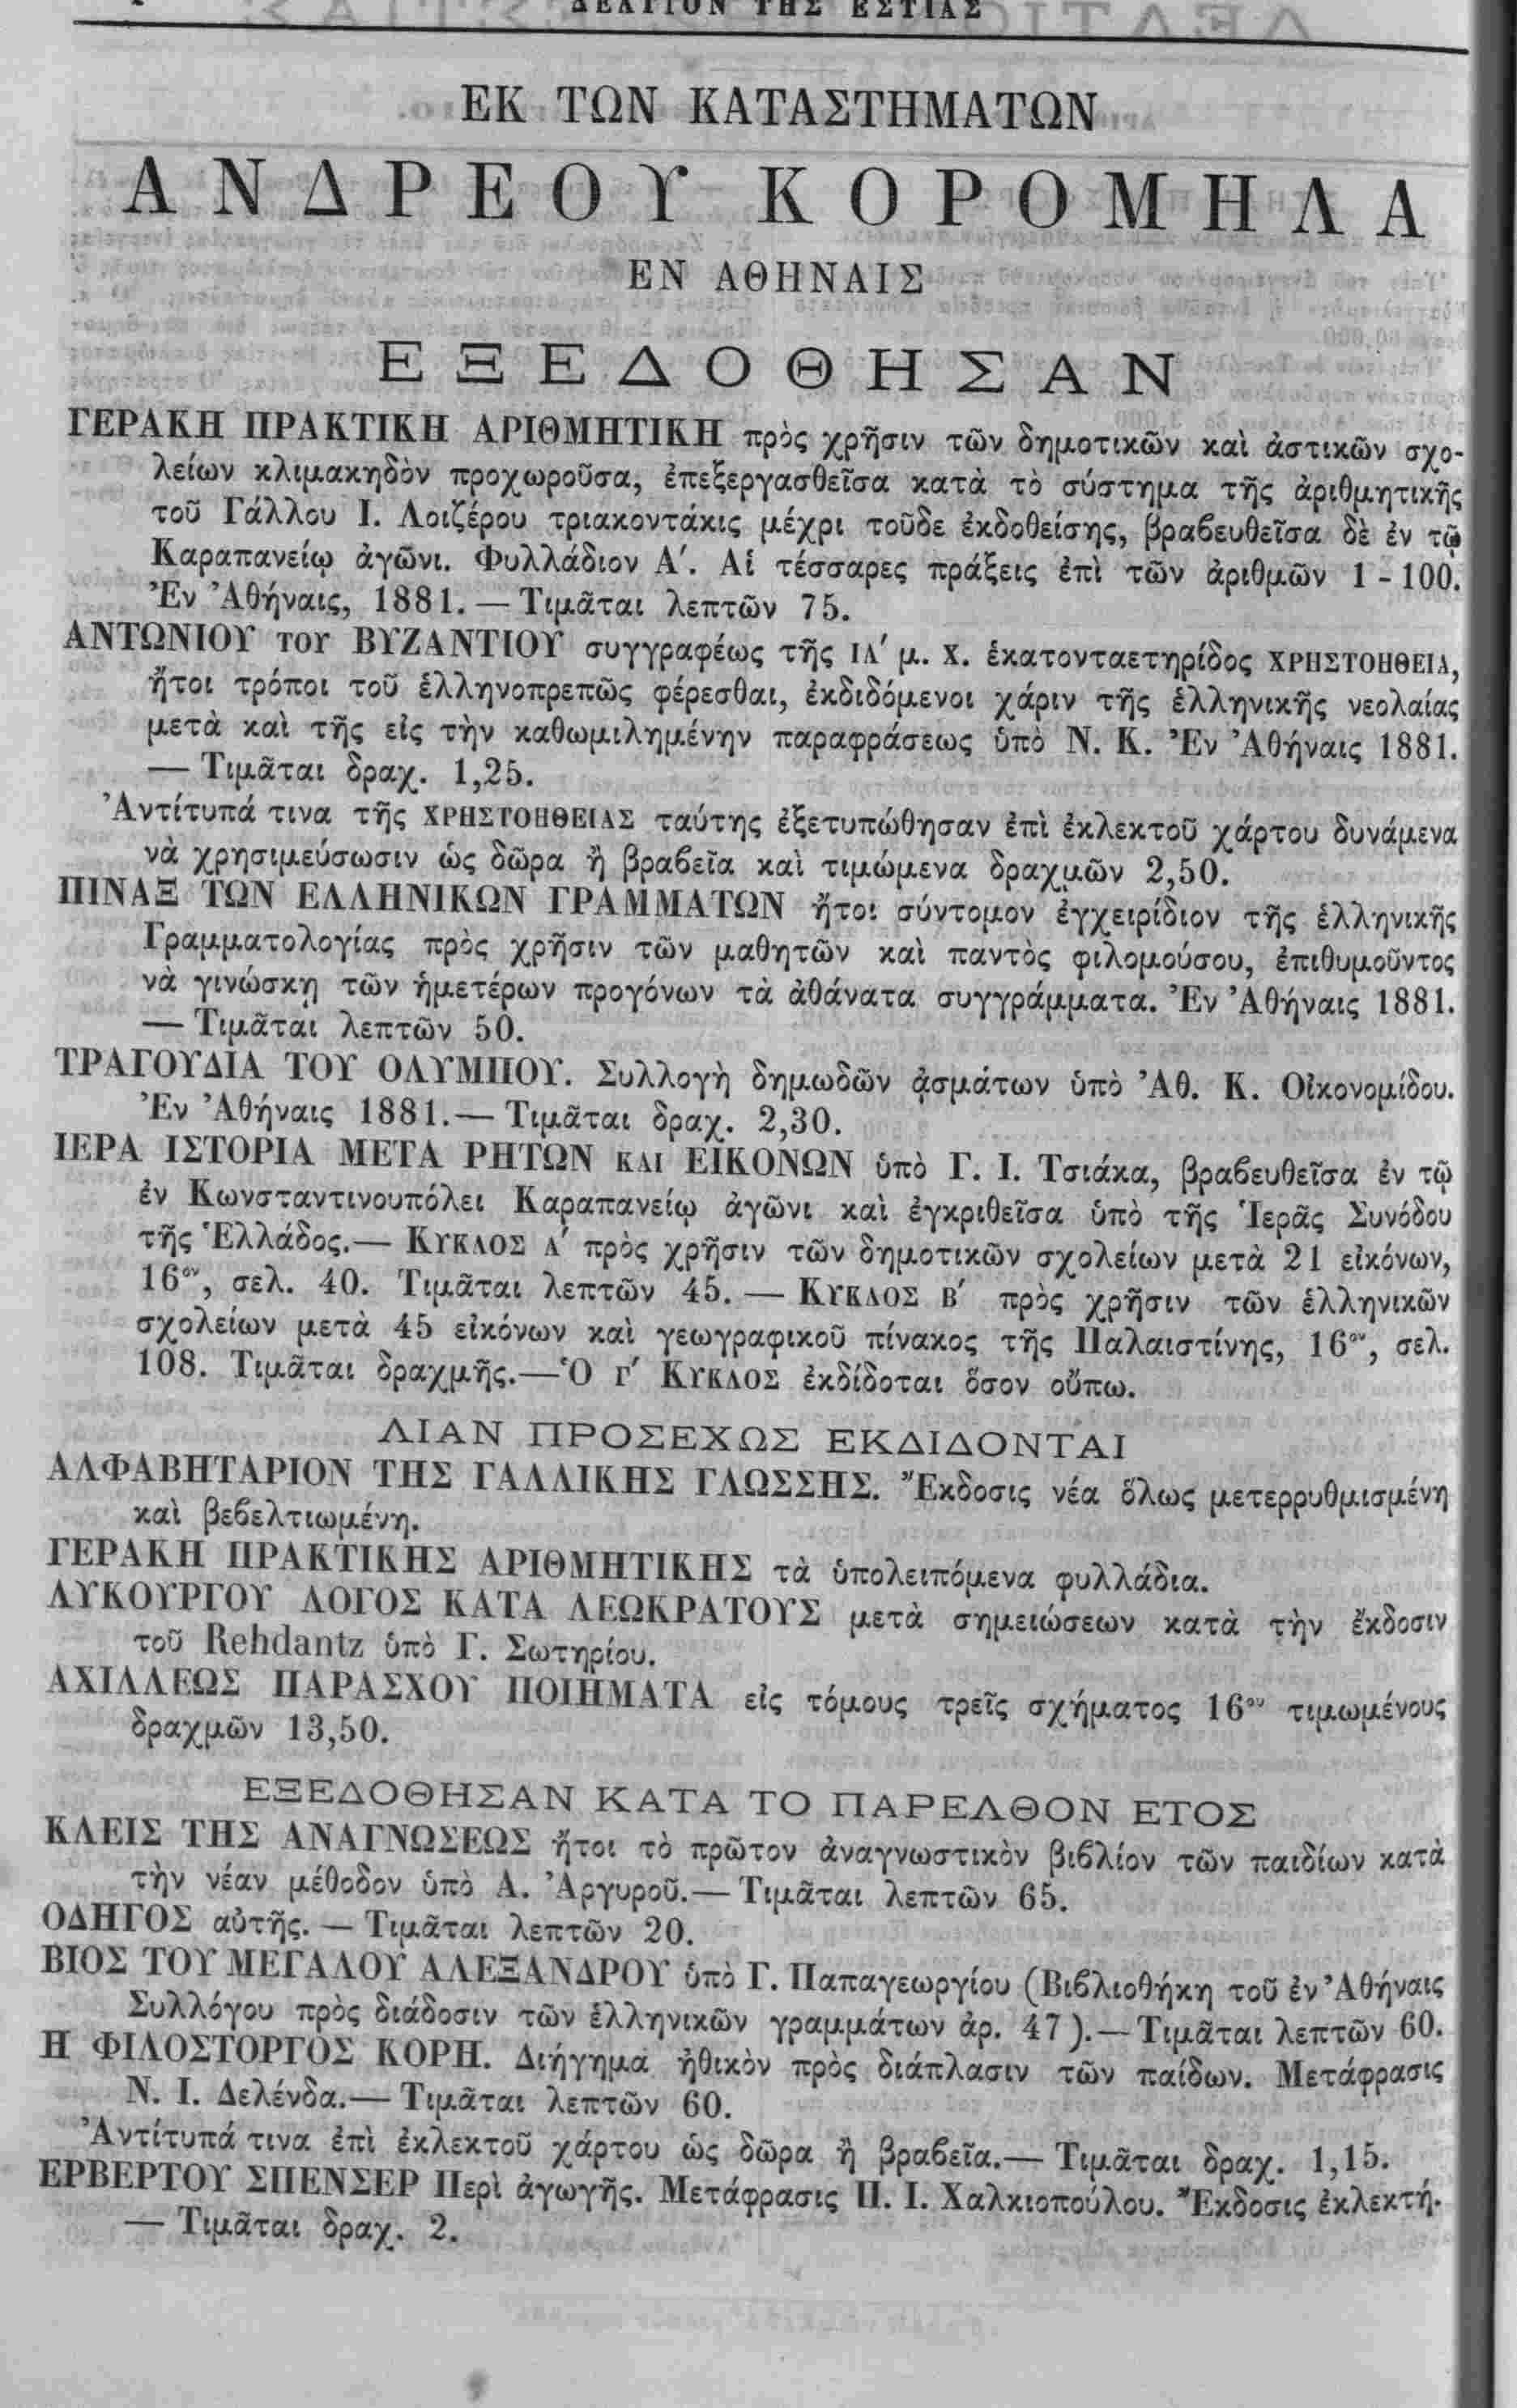 ΔΕΛΤΙΟΝ ΤΗΣ ΕΣΤΙΑΣ
ΕΚ ΤΩΝ ΚΑΤΑΣΤΗΜΑΤΩΝ
ΑΝΔΡΕΟΥ ΚΟΡΟΜΗΛΑ
ΕΝ ΑΘΗΝΑΙΣ
ΕΞΕΔΟΘΗΣΑΝ
ΓΕΡΑΚΗ ΠΡΑΚΤΙΚΗ ΑΡΙΘΜΗΤΙΚΗ πρὸς χρῆσιν τῶν δημοτικῶν καὶ ἀστικῶν σχο-
λείων κλιμακηδὸν προχωροῦσα, ἐπεξεργασθεῖσα κατὰ τὸ σύστημα τῆς ἀριθμητικῆς
τοῦ Γάλλου Ι. Λοιζέρου τριακοντάκις μέχρι τοῦδε ἐκδοθείσης, βραβευθεῖσα δὲ ἐν τῷ
Καραπανείῳ ἀγῶνι. Φυλλάδιον Α΄. Αἱ τέσσαρες πράξεις ἐπὶ τῶν ἀριθμῶν 1-100.
Ἐν Ἀθήναις, 1881.—Τιμᾶται λεπτῶν 75.
ΑΝΤΩΝΙΟΥ ΤΟΥ ΒΥΖΑΝΤΙΟΥ συγγραφέως τῆς ΙΑ΄ μ. Χ. ἑκατονταετηρίδος ΧΡΗΣΤΟΗΘΕΙΑ,
ἤτοι τρόποι τοῦ ἑλληνοπρεπῶς φέρεσθαι, ἐκδιδόμενοι χάριν τῆς ἑλληνικῆς νεολαίας
μετὰ καὶ τῆς εἰς τὴν καθωμιλημένην παραφράσεως ὑπὸ Ν. Κ. Ἐν Ἀθήναις 1881.
— Τιμᾶται δραχ. 1,25.
Ἀντίτυπά τινα τῆς ΧΡΗΣΤΟΗΘΕΙΑΣ ταύτης ἐξετυπώθησαν ἐπὶ ἐκλεκτοῦ χάρτου δυνάμενα
νὰ χρησιμεύσωσιν ὡς δῶρα ἢ βραβεῖα καὶ τιμώμενα δραχμῶν 2,50.
ΠΙΝΑΞ ΤΩΝ ΕΛΛΗΝΙΚΩΝ ΓΡΑΜΜΑΤΩΝ ἤτοι σύντομον ἐγχειρίδιον τῆς ἑλληνικῆς
Γραμματολογίας πρὸς χρῆσιν τῶν μαθητῶν καὶ παντὸς φιλομούσου, ἐπιθυμοῦντος
νὰ γινώσκῃ τῶν ἡμετέρων προγόνων τὰ ἀθάνατα συγγράμματα. Ἐν Ἀθήναις 1881.
— Τιμᾶται λεπτῶν 50.
ΤΡΑΓΟΥΔΙΑ ΤΟΥ ΟΛΥΜΠΟΥ. Συλλογὴ δημωδῶν ᾀσμάτων ὑπὸ Ἀθ. Κ. Οἰκονομίδου.
Ἐν Ἀθήναις 1881.— Τιμᾶται δραχ. 2,30.
ΙΕΡΑ ΙΣΤΟΡΙΑ ΜΕΤΑ ΡΗΤΩΝ ΚΑΙ ΕΙΚΟΝΩΝ ὑπὸ Γ. Ι. Τσιάκα, βραβευθεῖσα ἐν τῷ
ἐν Κωνσταντινουπόλει Καραπανείῳ ἀγῶνι καὶ ἐγκριθεῖσα ὑπὸ τῆς Ἱερᾶς Συνόδου
τῆς Ἑλλάδος.— ΚΥΚΛΟΣ Α΄ πρὸς χρῆσιν τῶν δημοτικῶν σχολείων μετὰ 21 εἰκόνων,
16ον, σελ. 40. Τιμᾶται λεπτῶν 45. — ΚΥΚΛΟΣ Β΄ πρὸς χρῆσιν τῶν ἑλληνικῶν
σχολείων μετὰ 45 εἰκόνων καὶ γεωγραφικοῦ πίνακος τῆς Παλαιστίνης, 16ον, σελ.
108. Τιμᾶται δραχμῆς.—Ὁ Γ΄ ΚΥΚΛΟΣ ἐκδίδοται ὅσον οὔπω.
ΛΙΑΝ ΠΡΟΣΕΧΩΣ ΕΚΔΙΔΟΝΤΑΙ
ΑΛΦΑΒΗΤΑΡΙΟΝ ΤΗΣ ΓΑΛΛΙΚΗΣ ΓΛΩΣΣΗΣ. Ἔκδοσις νέα ὅλως μετερρυθμισμένη
καὶ βεβελτιωμένη.
ΓΕΡΑΚΗ ΠΡΑΚΤΙΚΗΣ ΑΡΙΘΜΗΤΙΚΗΣ τὰ ὑπολειπόμενα φυλλάδια.
ΛΥΚΟΥΡΓΟΥ ΛΟΓΟΣ ΚΑΤΑ ΛΕΩΚΡΑΤΟΥΣ μετὰ σημειώσεων κατὰ τὴν ἔκδοσιν
τοῦ Rehdantz ὑπὸ Γ. Σωτηρίου.
ΑΧΙΛΛΕΩΣ ΠΑΡΑΣΧΟΥ ΠΟΙΗΜΑΤΑ εἰς τόμους τρεῖς σχήματος 16ου τιμωμένους
δραχμῶν 13,50.
ΕΞΕΔΟΘΗΣΑΝ ΚΑΤΑ ΤΟ ΠΑΡΕΛΘΟΝ ΕΤΟΣ
ΚΛΕΙΣ ΤΗΣ ΑΝΑΓΝΩΣΕΩΣ ἤτοι τὸ πρῶτον ἀναγνωστικὸν βιβλίον τῶν παιδίων κατὰ
τὴν νέαν μέθοδον ὑπὸ Α. Ἀργυροῦ.— Τιμᾶται λεπτῶν 65.
ΟΔΗΓΟΣ αὐτῆς. — Τιμᾶται λεπτῶν 20.
ΒΙΟΣ ΤΟΥ ΜΕΓΑΛΟΥ ΑΛΕΞΑΝΔΡΟΥ ὑπὸ Γ. Παπαγεωργίου (Βιβλιοθήκη τοῦ ἐν Ἀθήναις
Συλλόγου πρὸς διάδοσιν τῶν ἑλληνικῶν γραμμάτων ἀρ. 47).— Τιμᾶται λεπτῶν 60.
Η ΦΙΛΟΣΤΟΡΓΟΣ ΚΟΡΗ. Διήγημα ἠθικὸν πρὸς διάπλασιν τῶν παίδων. Μετάφρασις
Ν. Ι. Δελένδα.— Τιμᾶται λεπτῶν 60.
Ἀντίτυπά τινα ἐπὶ ἐκλεκτοῦ χάρτου ὡς δῶρα ἢ βραβεῖα.— Τιμᾶται δραχ. 1,15.
ΕΡΒΕΡΤΟΥ ΣΠΕΝΣΕΡ Περὶ ἀγωγῆς. Μετάφρασις Π. Ι. Χαλκιοπούλου. Ἔκδοσις ἐκλεκτή.
— Τιμᾶται δραχ. 2.